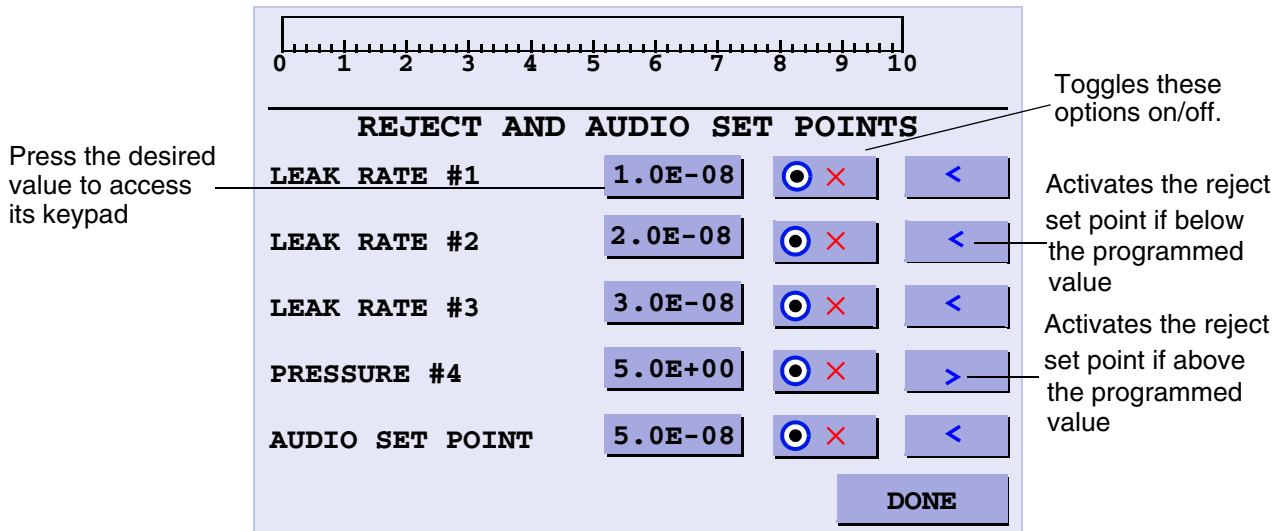 0 1 2 3 4 5 6 7 8 9 10
REJECT AND AUDIO SET POINTS
LEAK RATE #1 1.0E-08 <
LEAK RATE #2 2.0E-08 <
LEAK RATE #3 3.0E-08 <
PRESSURE #4 5.0E+00 >
AUDIO SET POINT 5.0E-08 <
DONE
Press the desired
value to access
its keypad
Toggles these
options on/off.
Activates the reject
set point if below
the programmed
value
Activates the reject
set point if above
the programmed
value